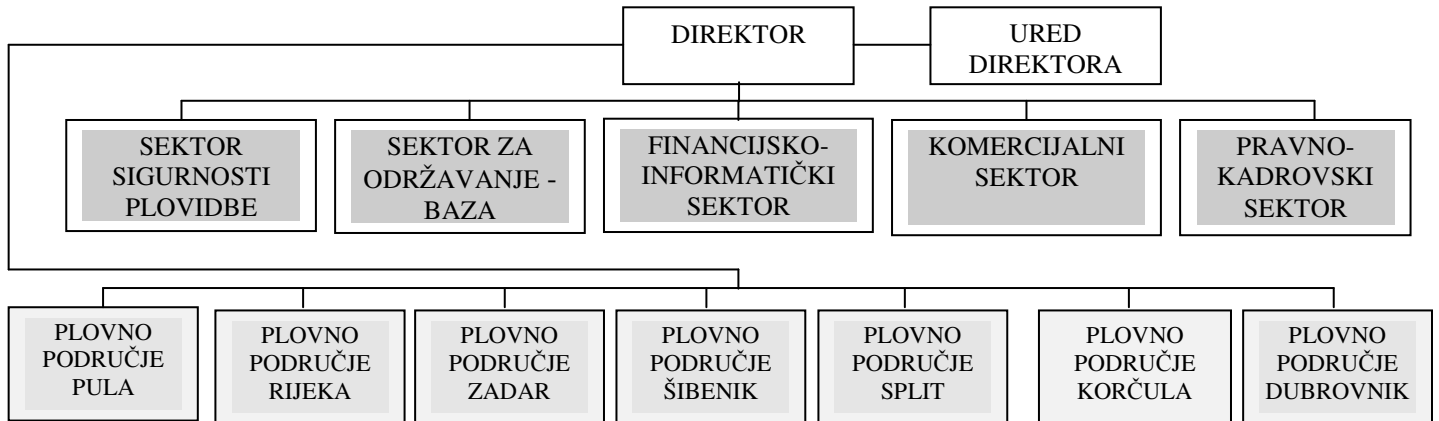 DIREKTOR
URED
DIREKTORA
SEKTOR
SIGURNOSTI
PLOVIDBE
SEKTOR ZA
ODRŽAVANJE -
BAZA
FINANCIJSKO-
INFORMATIČKI
SEKTOR
KOMERCIJALNI
SEKTOR
PRAVNO-
KADROVSKI
SEKTOR
PLOVNO
PODRUČJE
PULA
PLOVNO
PODRUČJE
RIJEKA
PLOVNO
PODRUČJE
ZADAR
PLOVNO
PODRUČJE
ŠIBENIK
PLOVNO
PODRUČJE
SPLIT
PLOVNO
PODRUČJE
KORČULA
PLOVNO
PODRUČJE
DUBROVNIK